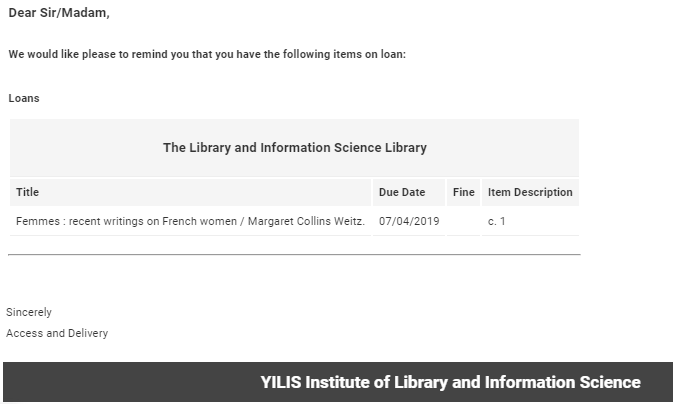 Dear Sir/Madam,
We would like please to remind you that you have the following items on loan:
Loans
The Library and Information Science Library
Title Due Date Fine Item Description
Femmes : recent writings on French women / Margaret Collins Weitz. 07/04/2019 c. 1
Sincerely
Access and Delivery
YILIS Institute of Library and Information Science